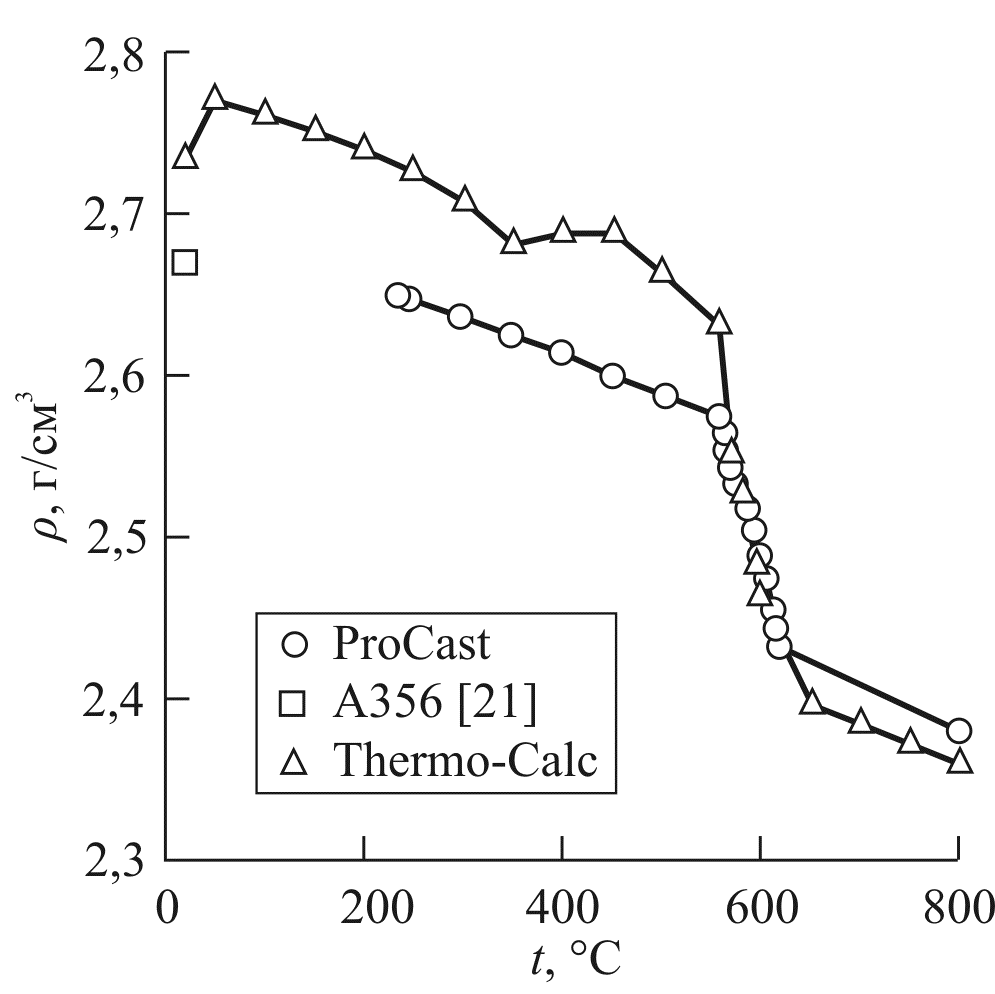 2,8
2,7
2,6
2,5
2,4
2,3
ρ, г/см³
ProCast
A356 [21]
Thermo-Calc
0 200 400 600 800
t, °C